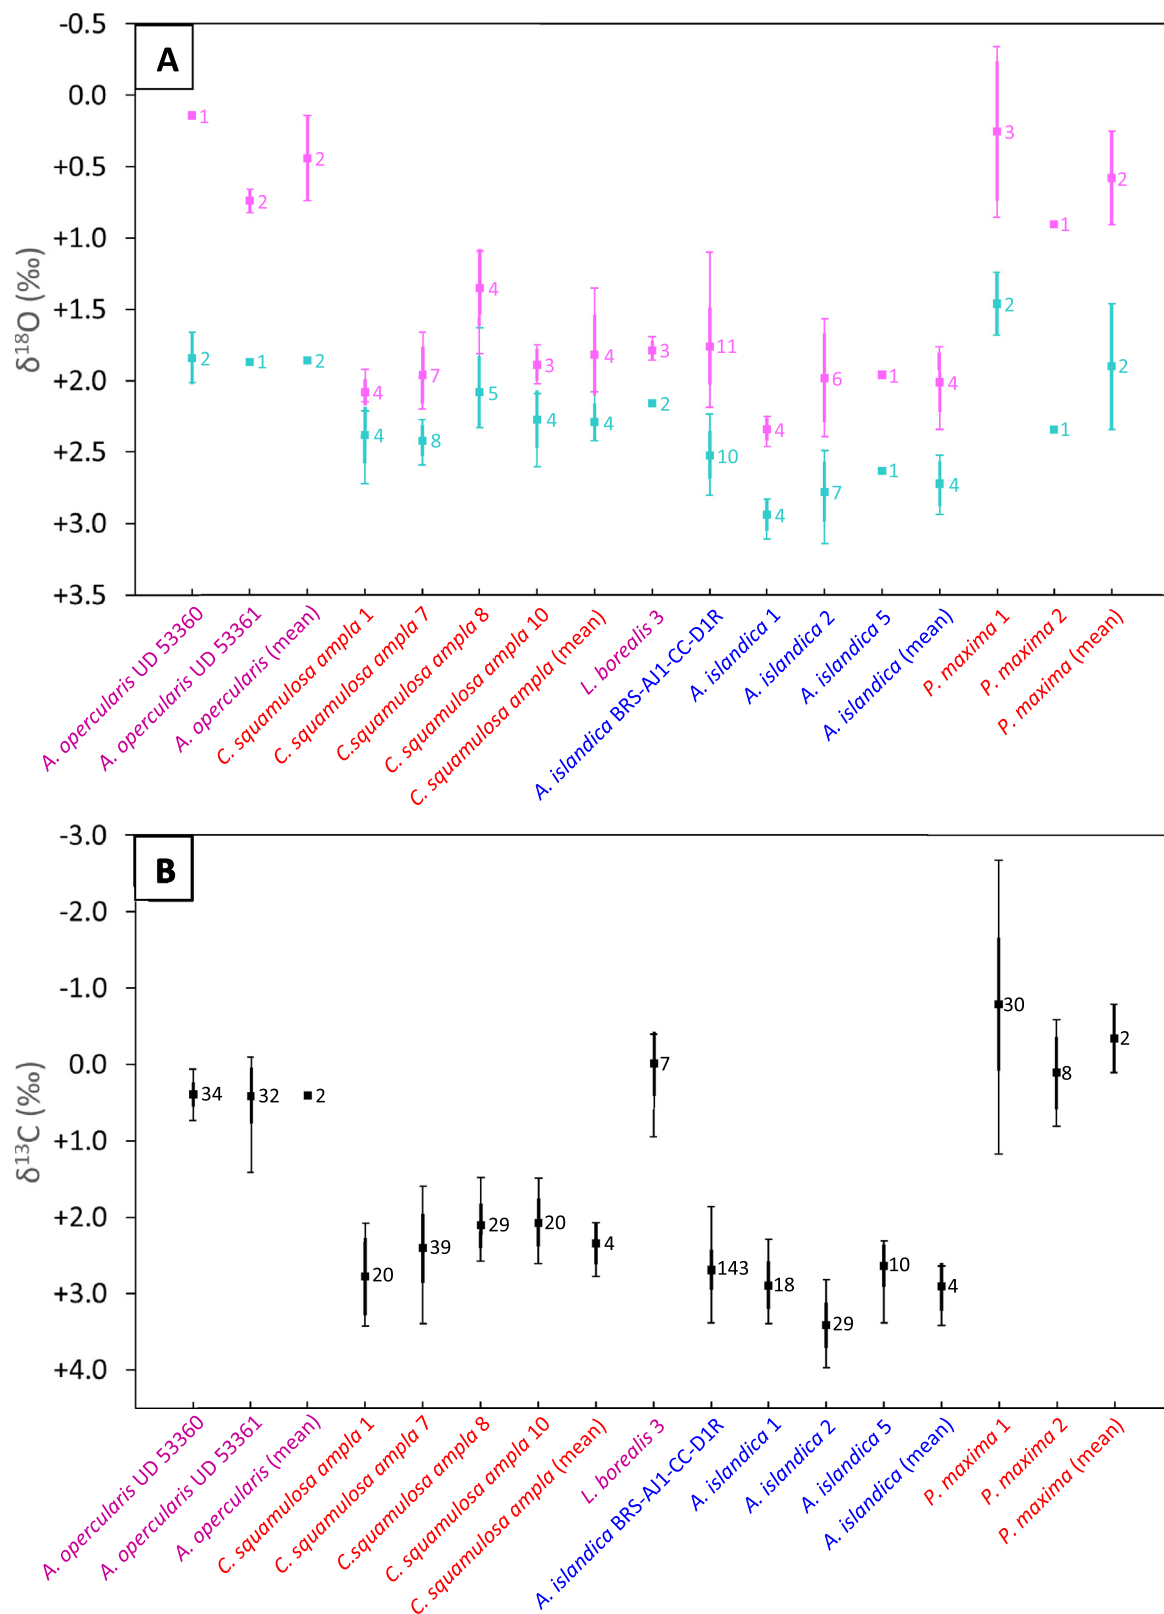 A
-0.5
0.0
+0.5
+1.0
+1.5
+2.0
+2.5
+3.0
+3.5
δ18O (‰)
1
2
2
4
7
4
3
4
3
11
4
6
1
4
3
1
2
2
1
2
4
8
5
4
4
2
10
4
7
1
4
2
1
2
A. opercularis UD 53360
A. opercularis UD 53361
A. opercularis (mean)
C. squamulosa ampla 1
C. squamulosa ampla 7
C.squamulosa ampla 8
C. squamulosa ampla 10
C. squamulosa ampla (mean)
L. borealis 3
A. islandica BRS-AJ1-CC-D1R
A. islandica 1
A. islandica 2
A. islandica 5
A. islandica (mean)
P. maxima 1
P. maxima 2
P. maxima (mean)
B
-3.0
-2.0
-1.0
0.0
+1.0
+2.0
+3.0
+4.0
δ13C (‰)
34
32
2
20
39
29
20
4
7
143
18
29
10
4
30
8
2
A. opercularis UD 53360
A. opercularis UD 53361
A. opercularis (mean)
C. squamulosa ampla 1
C. squamulosa ampla 7
C.squamulosa ampla 8
C. squamulosa ampla 10
C. squamulosa ampla (mean)
L. borealis 3
A. islandica BRS-AJ1-CC-D1R
A. islandica 1
A. islandica 2
A. islandica 5
A. islandica (mean)
P. maxima 1
P. maxima 2
P. maxima (mean)